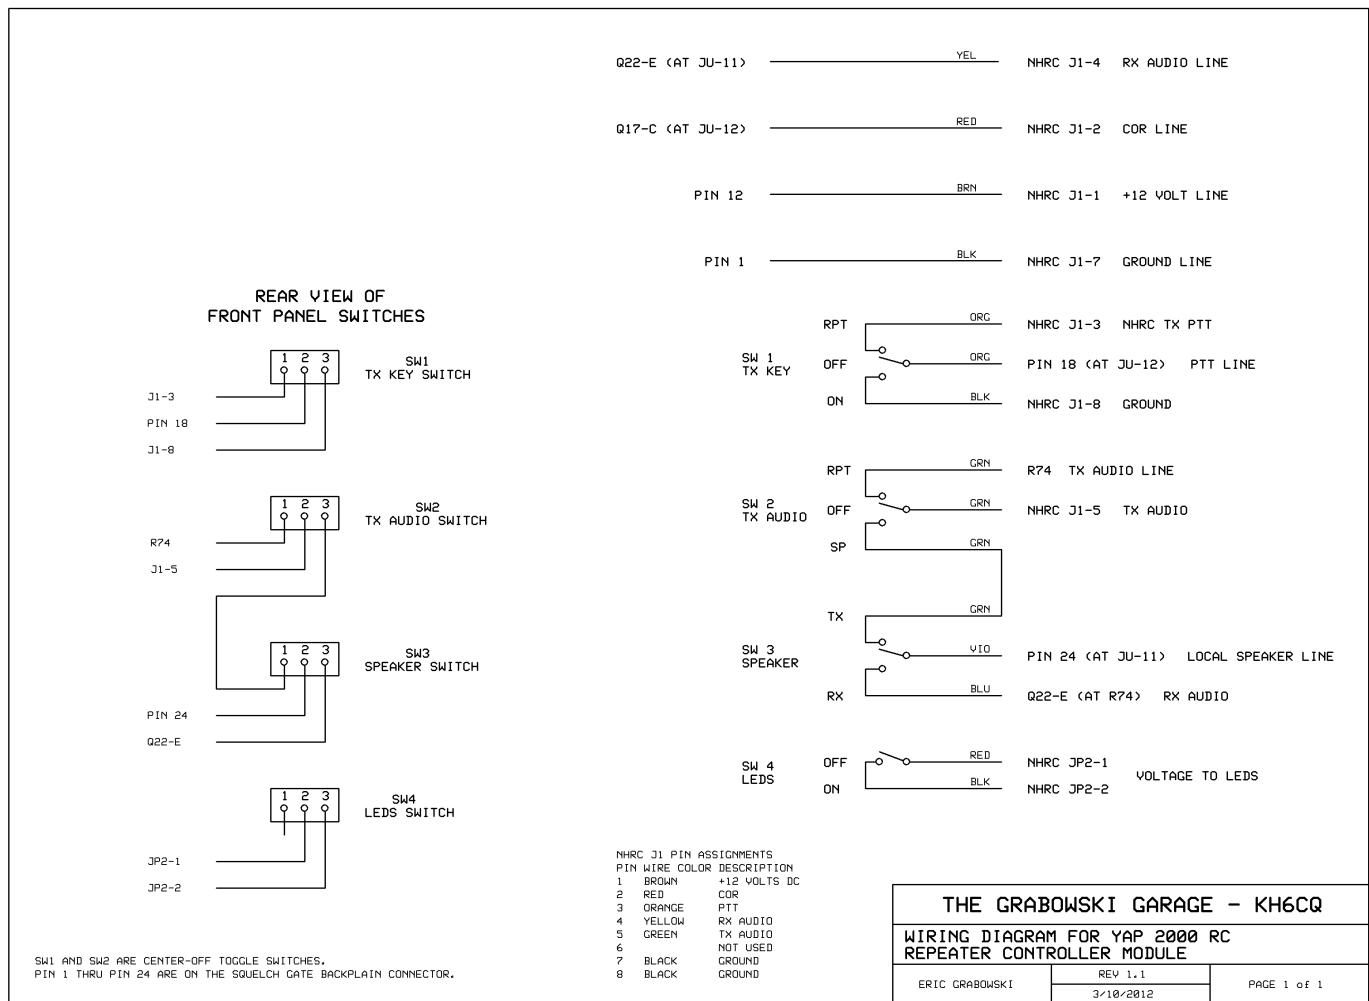 Q22-E (AT JU-11) YEL NHRC J1-4 RX AUDIO LINE
Q17-C (AT JU-12) RED NHRC J1-2 COR LINE
PIN 12 BRN NHRC J1-1 +12 VOLT LINE
PIN 1 BLK NHRC J1-7 GROUND LINE
REAR VIEW OF
FRONT PANEL SWITCHES
1 2 3
SW1
TX KEY SWITCH
J1-3
PIN 18
J1-8
1 2 3
SW2
TX AUDIO SWITCH
R74
J1-5
1 2 3
SW3
SPEAKER SWITCH
PIN 24
Q22-E
1 2 3
SW4
LEDS SWITCH
JP2-1
JP2-2
SW 1
TX KEY
RPT ORG NHRC J1-3 NHRC TX PTT
OFF ORG PIN 18 (AT JU-12) PTT LINE
ON BLK NHRC J1-8 GROUND
SW 2
TX AUDIO
RPT GRN R74 TX AUDIO LINE
OFF GRN NHRC J1-5 TX AUDIO
SP GRN
SW 3
SPEAKER
TX GRN
VIO PIN 24 (AT JU-11) LOCAL SPEAKER LINE
RX BLU Q22-E (AT R74) RX AUDIO
SW 4
LEDS
OFF RED NHRC JP2-1
ON BLK NHRC JP2-2
VOLTAGE TO LEDS
NHRC J1 PIN ASSIGNMENTS
PIN WIRE COLOR DESCRIPTION
1 BROWN +12 VOLTS DC
2 RED COR
3 ORANGE PTT
4 YELLOW RX AUDIO
5 GREEN TX AUDIO
6 NOT USED
7 BLACK GROUND
8 BLACK GROUND
SW1 AND SW2 ARE CENTER-OFF TOGGLE SWITCHES.
PIN 1 THRU PIN 24 ARE ON THE SQUELCH GATE BACKPLAIN CONNECTOR.
THE GRABOWSKI GARAGE - KH6CQ
WIRING DIAGRAM FOR YAP 2000 RC
REPEATER CONTROLLER MODULE
ERIC GRABOWSKI
REV 1.1
3/10/2012
PAGE 1 of 1